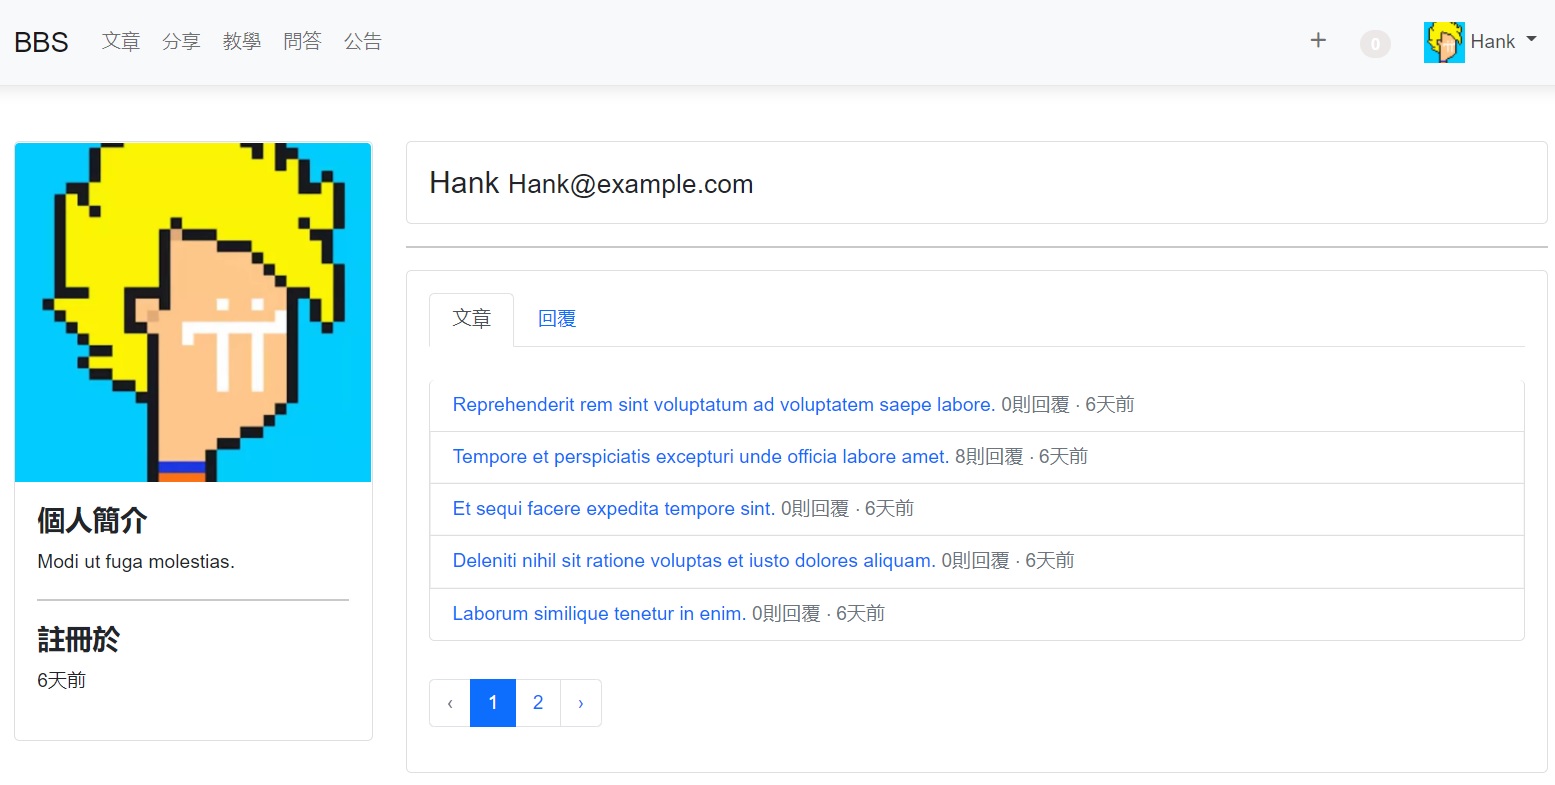 BBS 文章 分享 教學 問答 公告 + 0 Hank
Hank Hank@example.com
文章 回覆
Reprehenderit rem sint voluptatum ad voluptatem saepe labore. 0則回覆 · 6天前
Tempore et perspiciatis excepturi unde officia labore amet. 8則回覆 · 6天前
Et sequi facere expedita tempore sint. 0則回覆 · 6天前
Deleniti nihil sit ratione voluptas et iusto dolores aliquam. 0則回覆 · 6天前
Laborum similique tenetur in enim. 0則回覆 · 6天前
‹ 1 2 ›
個人簡介
Modi ut fuga molestias.
註冊於
6天前